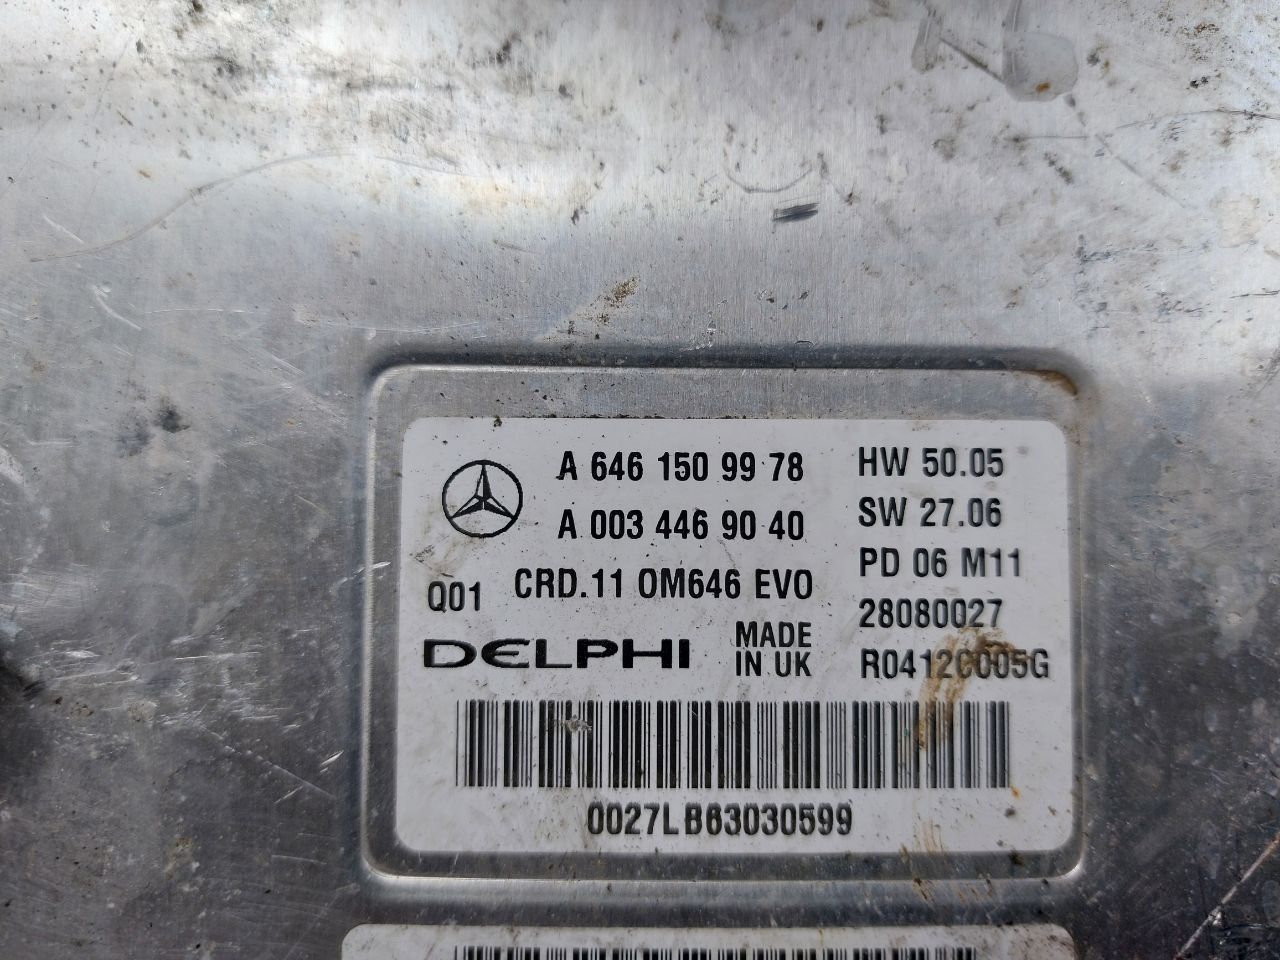 A 646 150 99 78
A 003 446 90 40
Q01 CRD.11 OM646 EVO
DELPHI
MADE
IN UK
HW 50.05
SW 27.06
PD 06 M11
28080027
R0412C005G
0027LB63030599